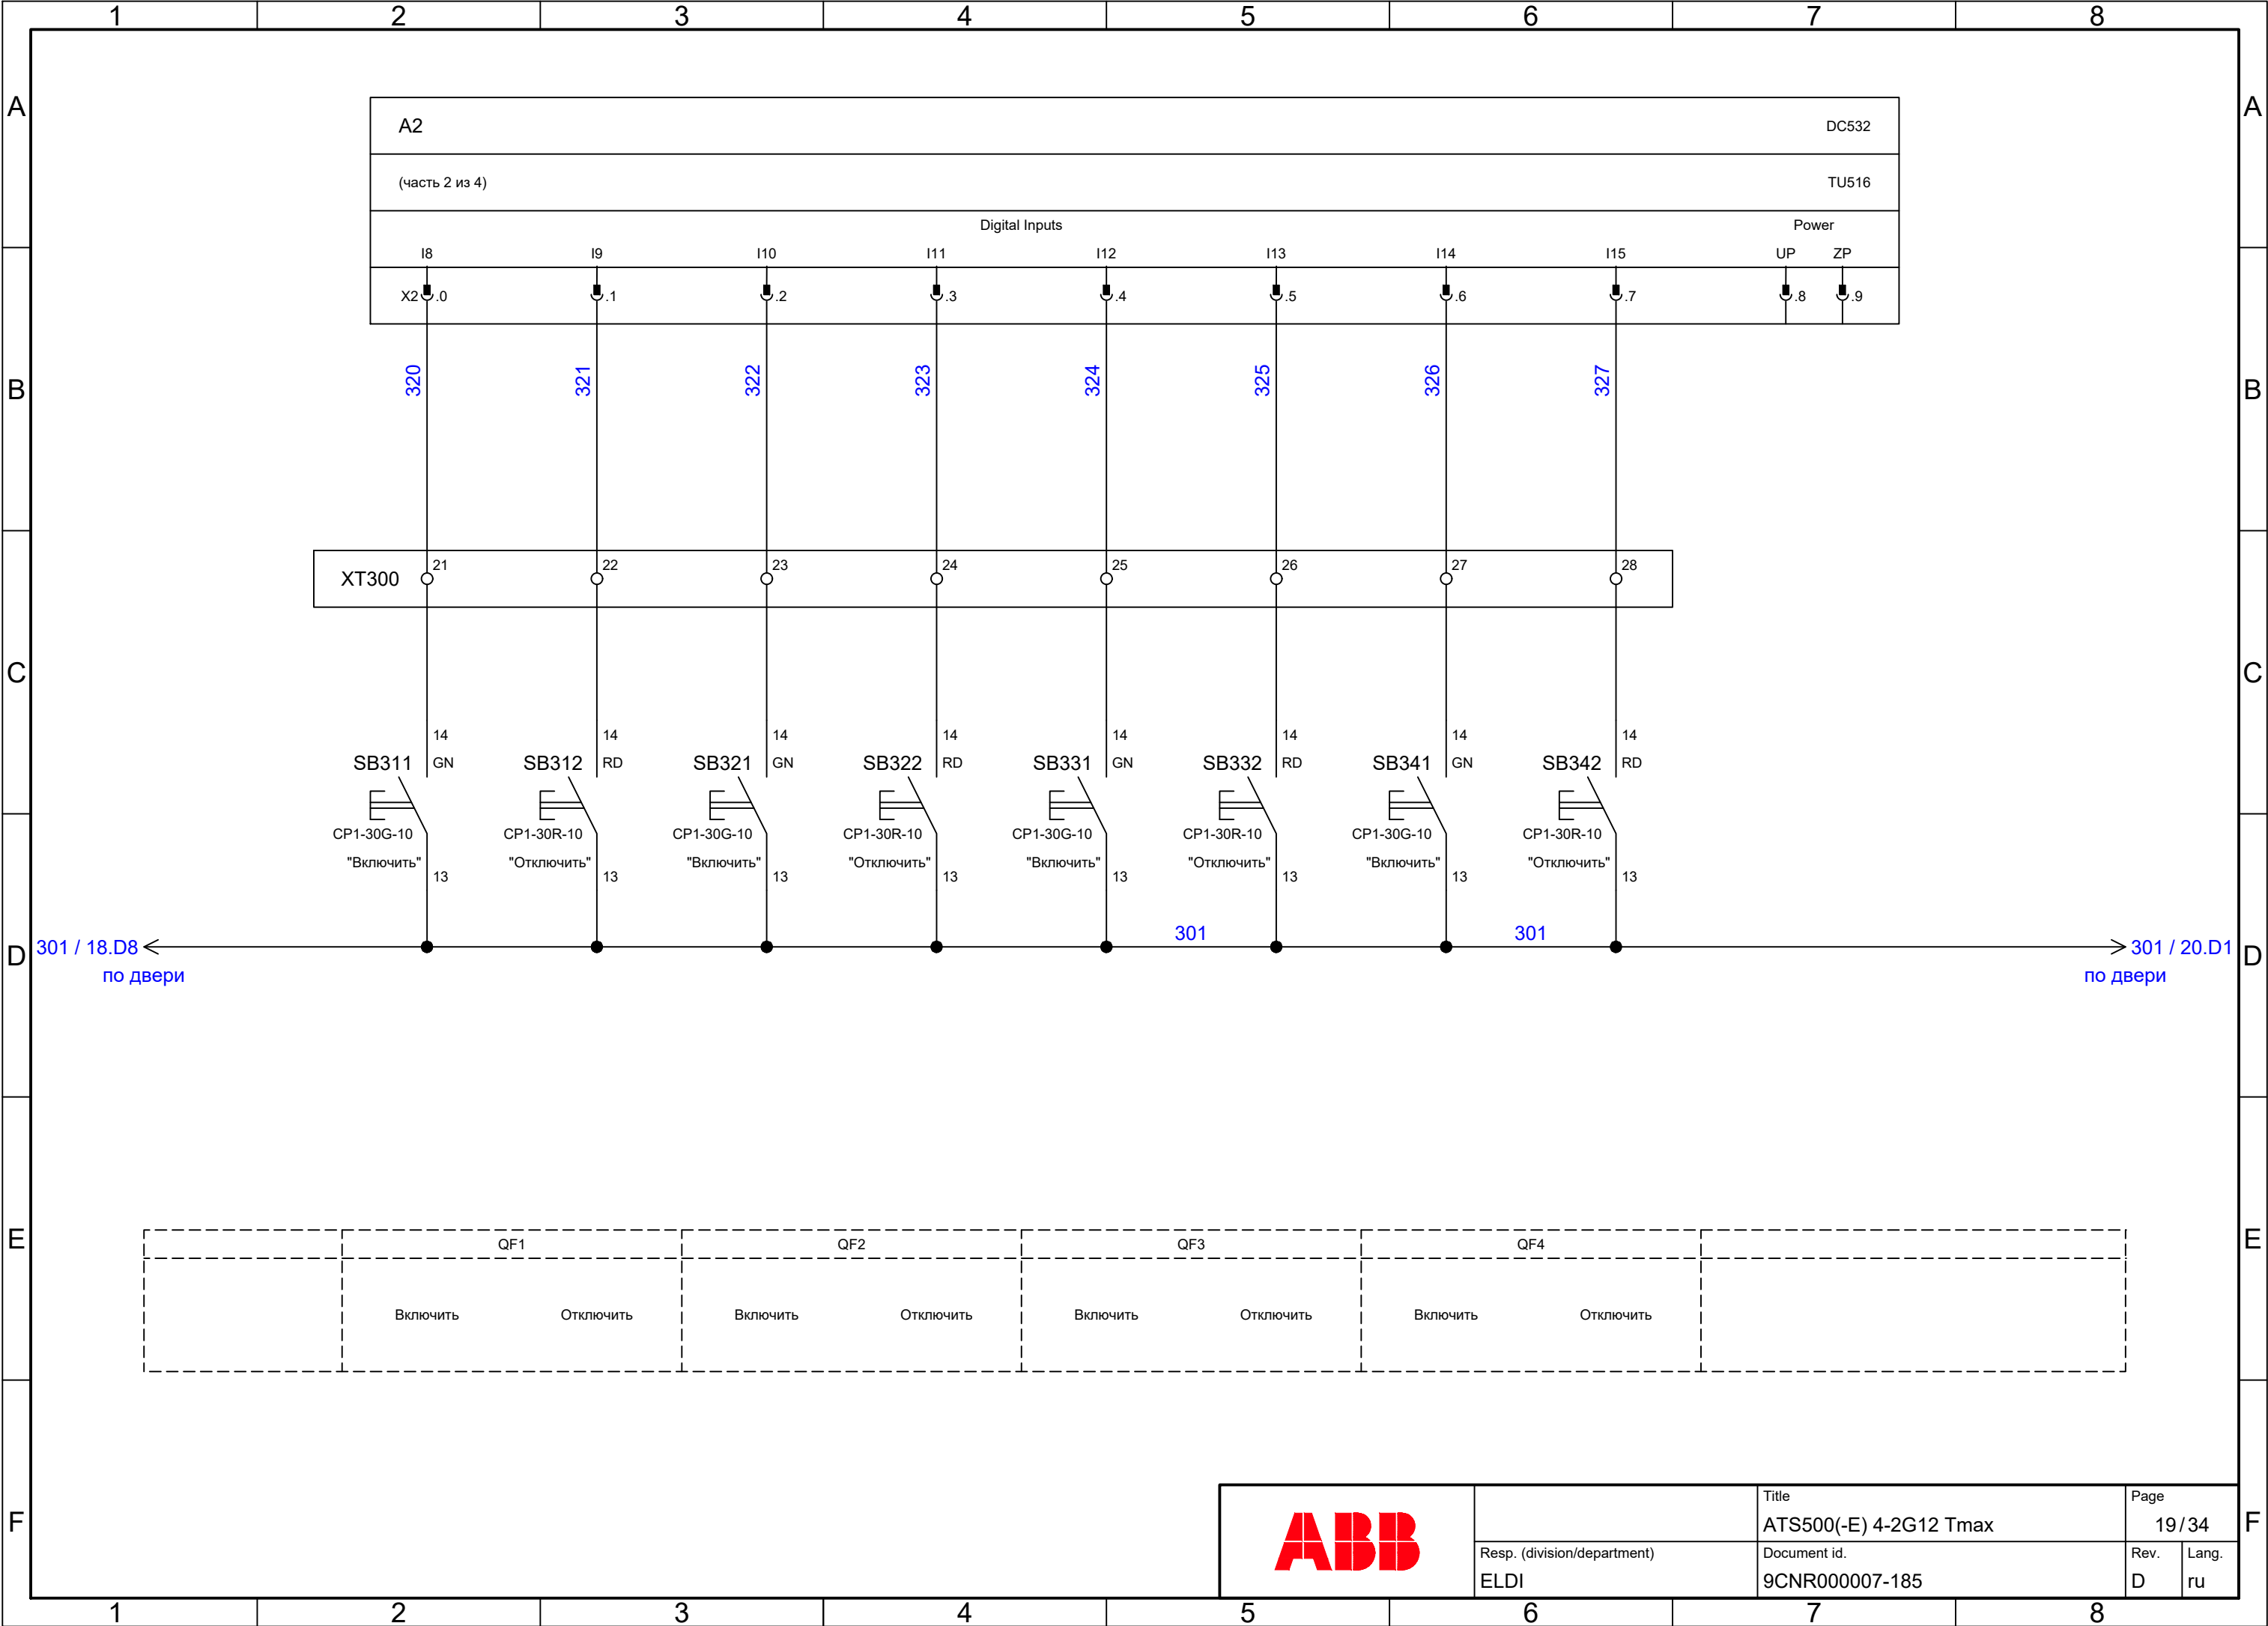 1 2 3 4 5 6 7 8
A A
A2 DC532
(часть 2 из 4) TU516
Digital Inputs Power
I8 I9 I10 I11 I12 I13 I14 I15 UP ZP
X2 .0 .1 .2 .3 .4 .5 .6 .7 .8 .9
320 321 322 323 324 325 326 327
B B
XT300 21 22 23 24 25 26 27 28
C C
14 14 14 14 14 14 14 14
SB311 GN SB312 RD SB321 GN SB322 RD SB331 GN SB332 RD SB341 GN SB342 RD
CP1-30G-10 CP1-30R-10 CP1-30G-10 CP1-30R-10 CP1-30G-10 CP1-30R-10 CP1-30G-10 CP1-30R-10
"Включить" "Отключить" "Включить" "Отключить" "Включить" "Отключить" "Включить" "Отключить"
13 13 13 13 13 13 13 13
301 301
D 301 / 18.D8 301 / 20.D1 D
по двери по двери
E E
QF1 QF2 QF3 QF4
Включить Отключить Включить Отключить Включить Отключить Включить Отключить
F F
ABB
Title
ATS500(-E) 4-2G12 Tmax
Page
19/34
Resp. (division/department)
ELDI
Document id.
9CNR000007-185
Rev.
D
Lang.
ru
1 2 3 4 5 6 7 8